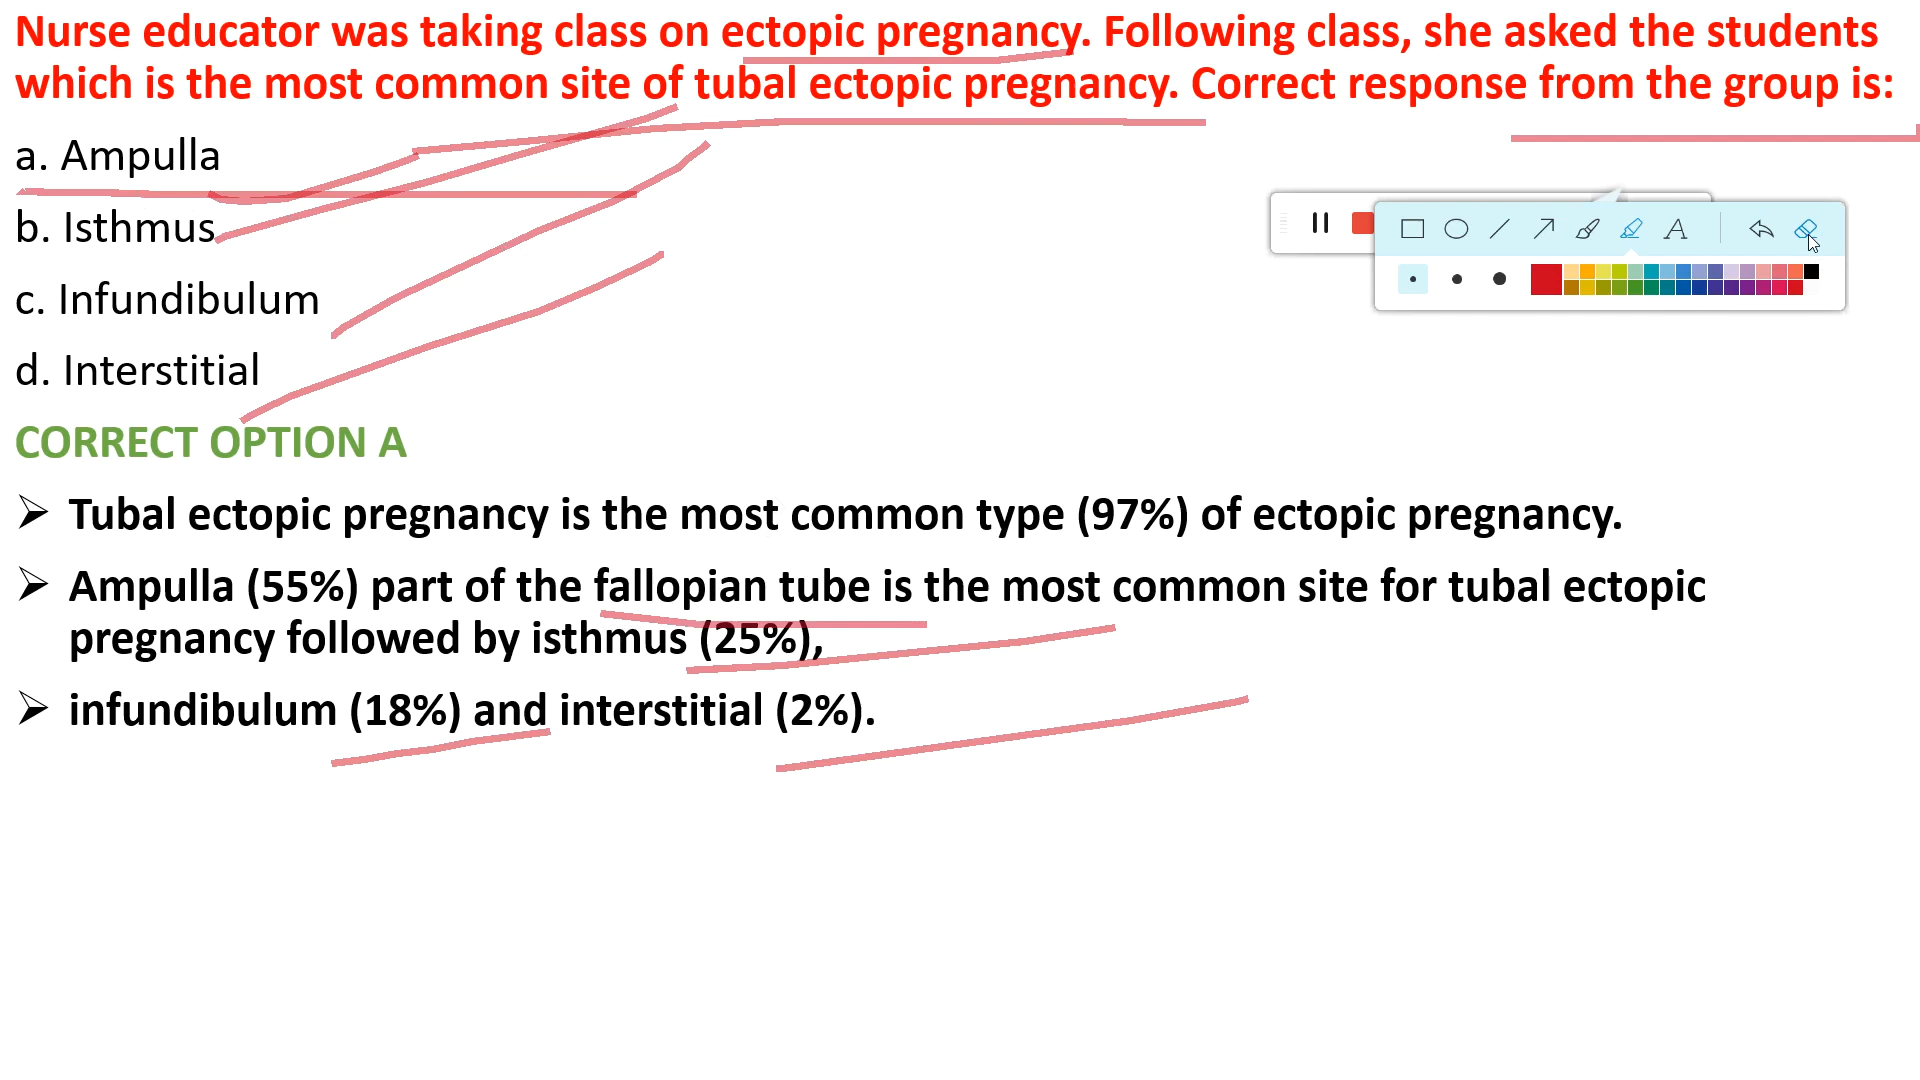 Nurse educator was taking class on ectopic pregnancy. Following class, she asked the students
which is the most common site of tubal ectopic pregnancy. Correct response from the group is:
a. Ampulla
b. Isthmus
c. Infundibulum
d. Interstitial
CORRECT OPTION A
➢ Tubal ectopic pregnancy is the most common type (97%) of ectopic pregnancy.
➢ Ampulla (55%) part of the fallopian tube is the most common site for tubal ectopic
pregnancy followed by isthmus (25%),
➢ infundibulum (18%) and interstitial (2%).